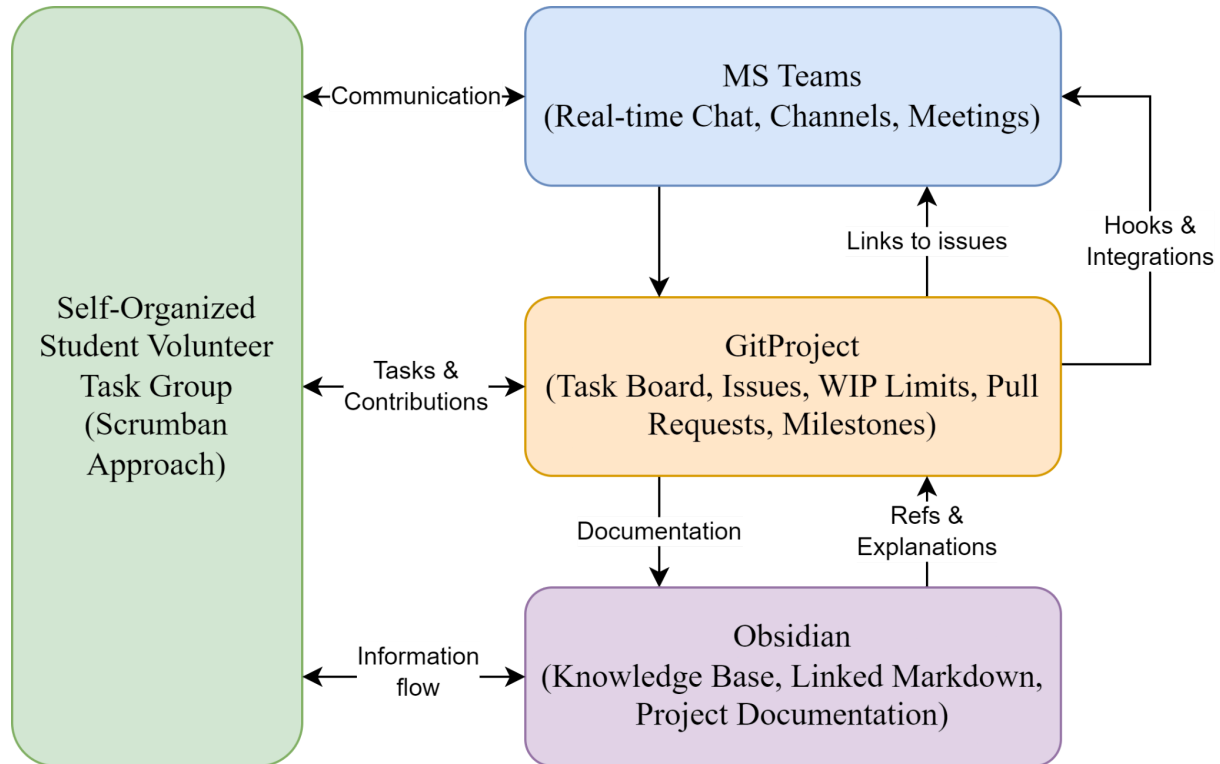 MS Teams
(Real-time Chat, Channels, Meetings)
Communication
Links to issues
Hooks &
Integrations
Self-Organized
Student Volunteer
Task Group
(Scrumban
Approach)
Tasks &
Contributions
GitProject
(Task Board, Issues, WIP Limits, Pull
Requests, Milestones)
Documentation
Refs &
Explanations
Information
flow
Obsidian
(Knowledge Base, Linked Markdown,
Project Documentation)